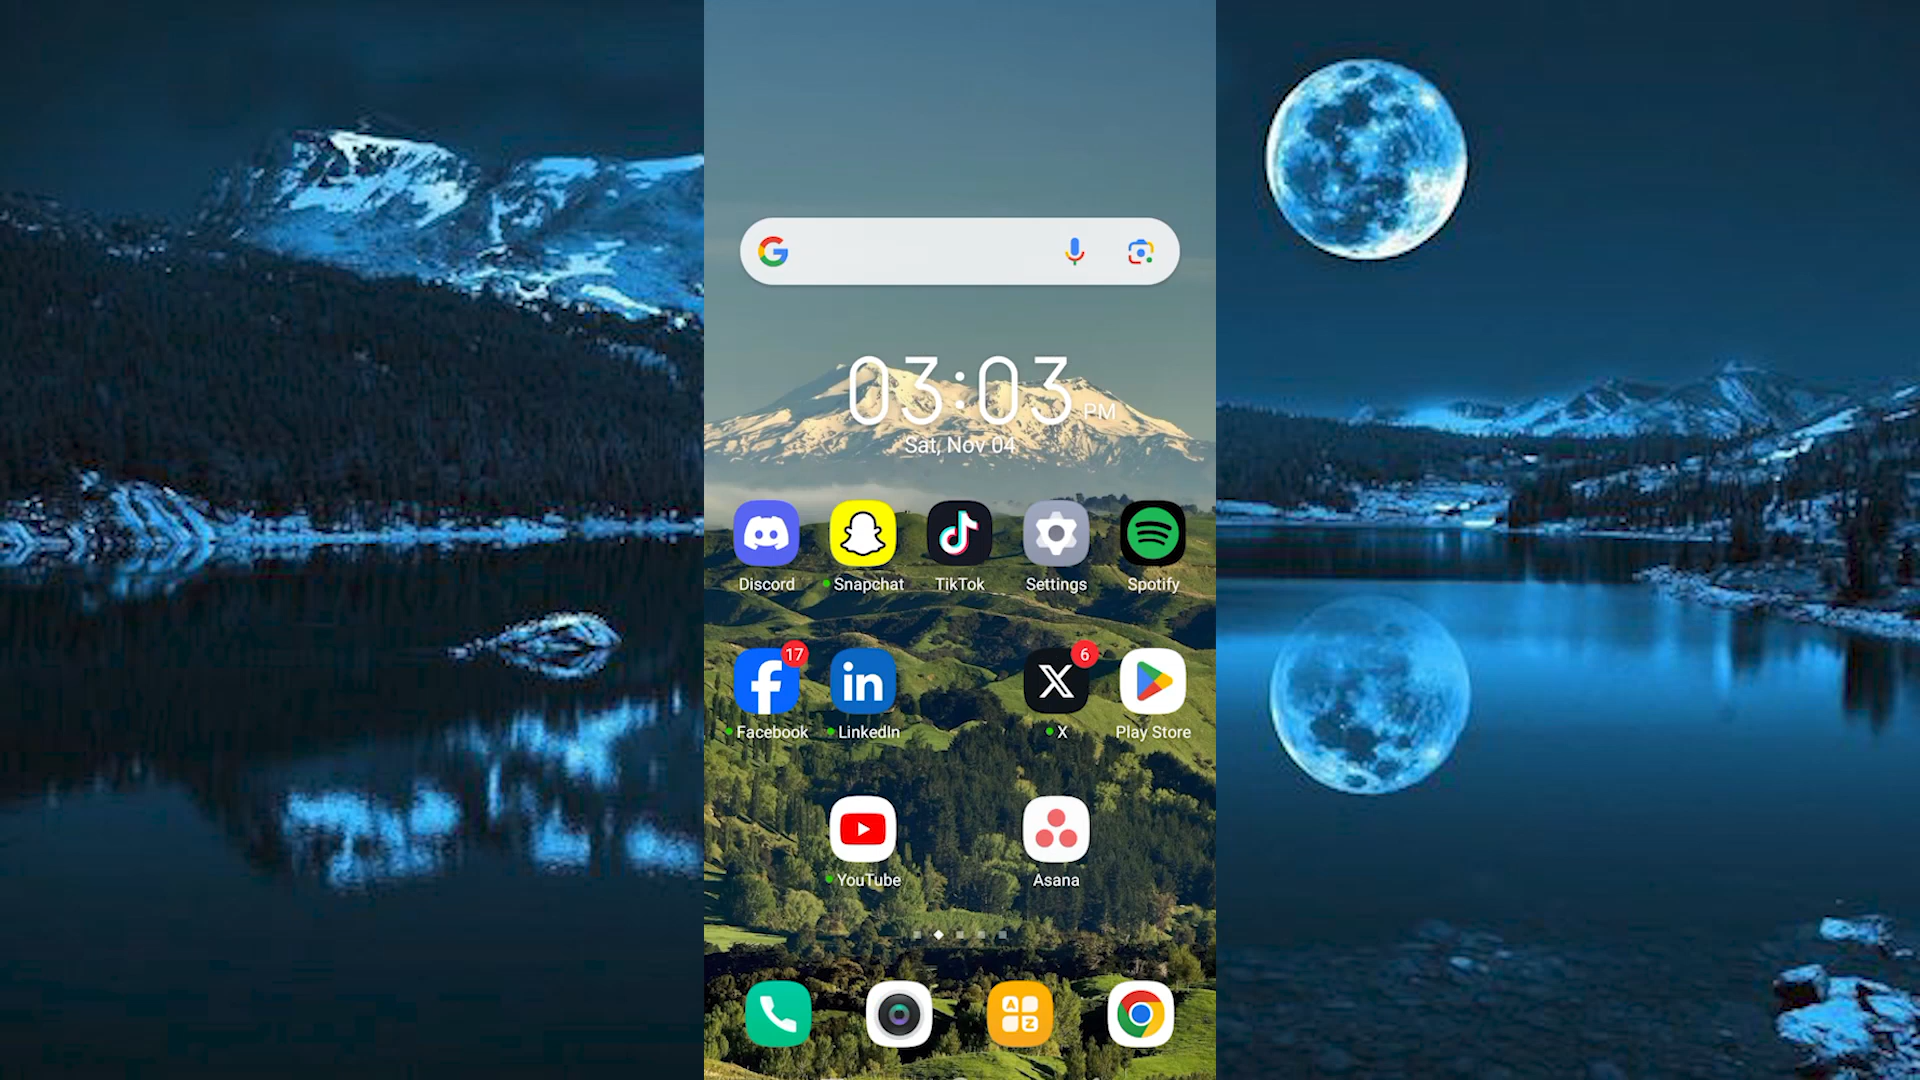 03:03 PM
Sat, Nov 04
Discord Snapchat TikTok Settings Spotify
17 6
Facebook LinkedIn X Play Store
YouTube Asana
A
Z